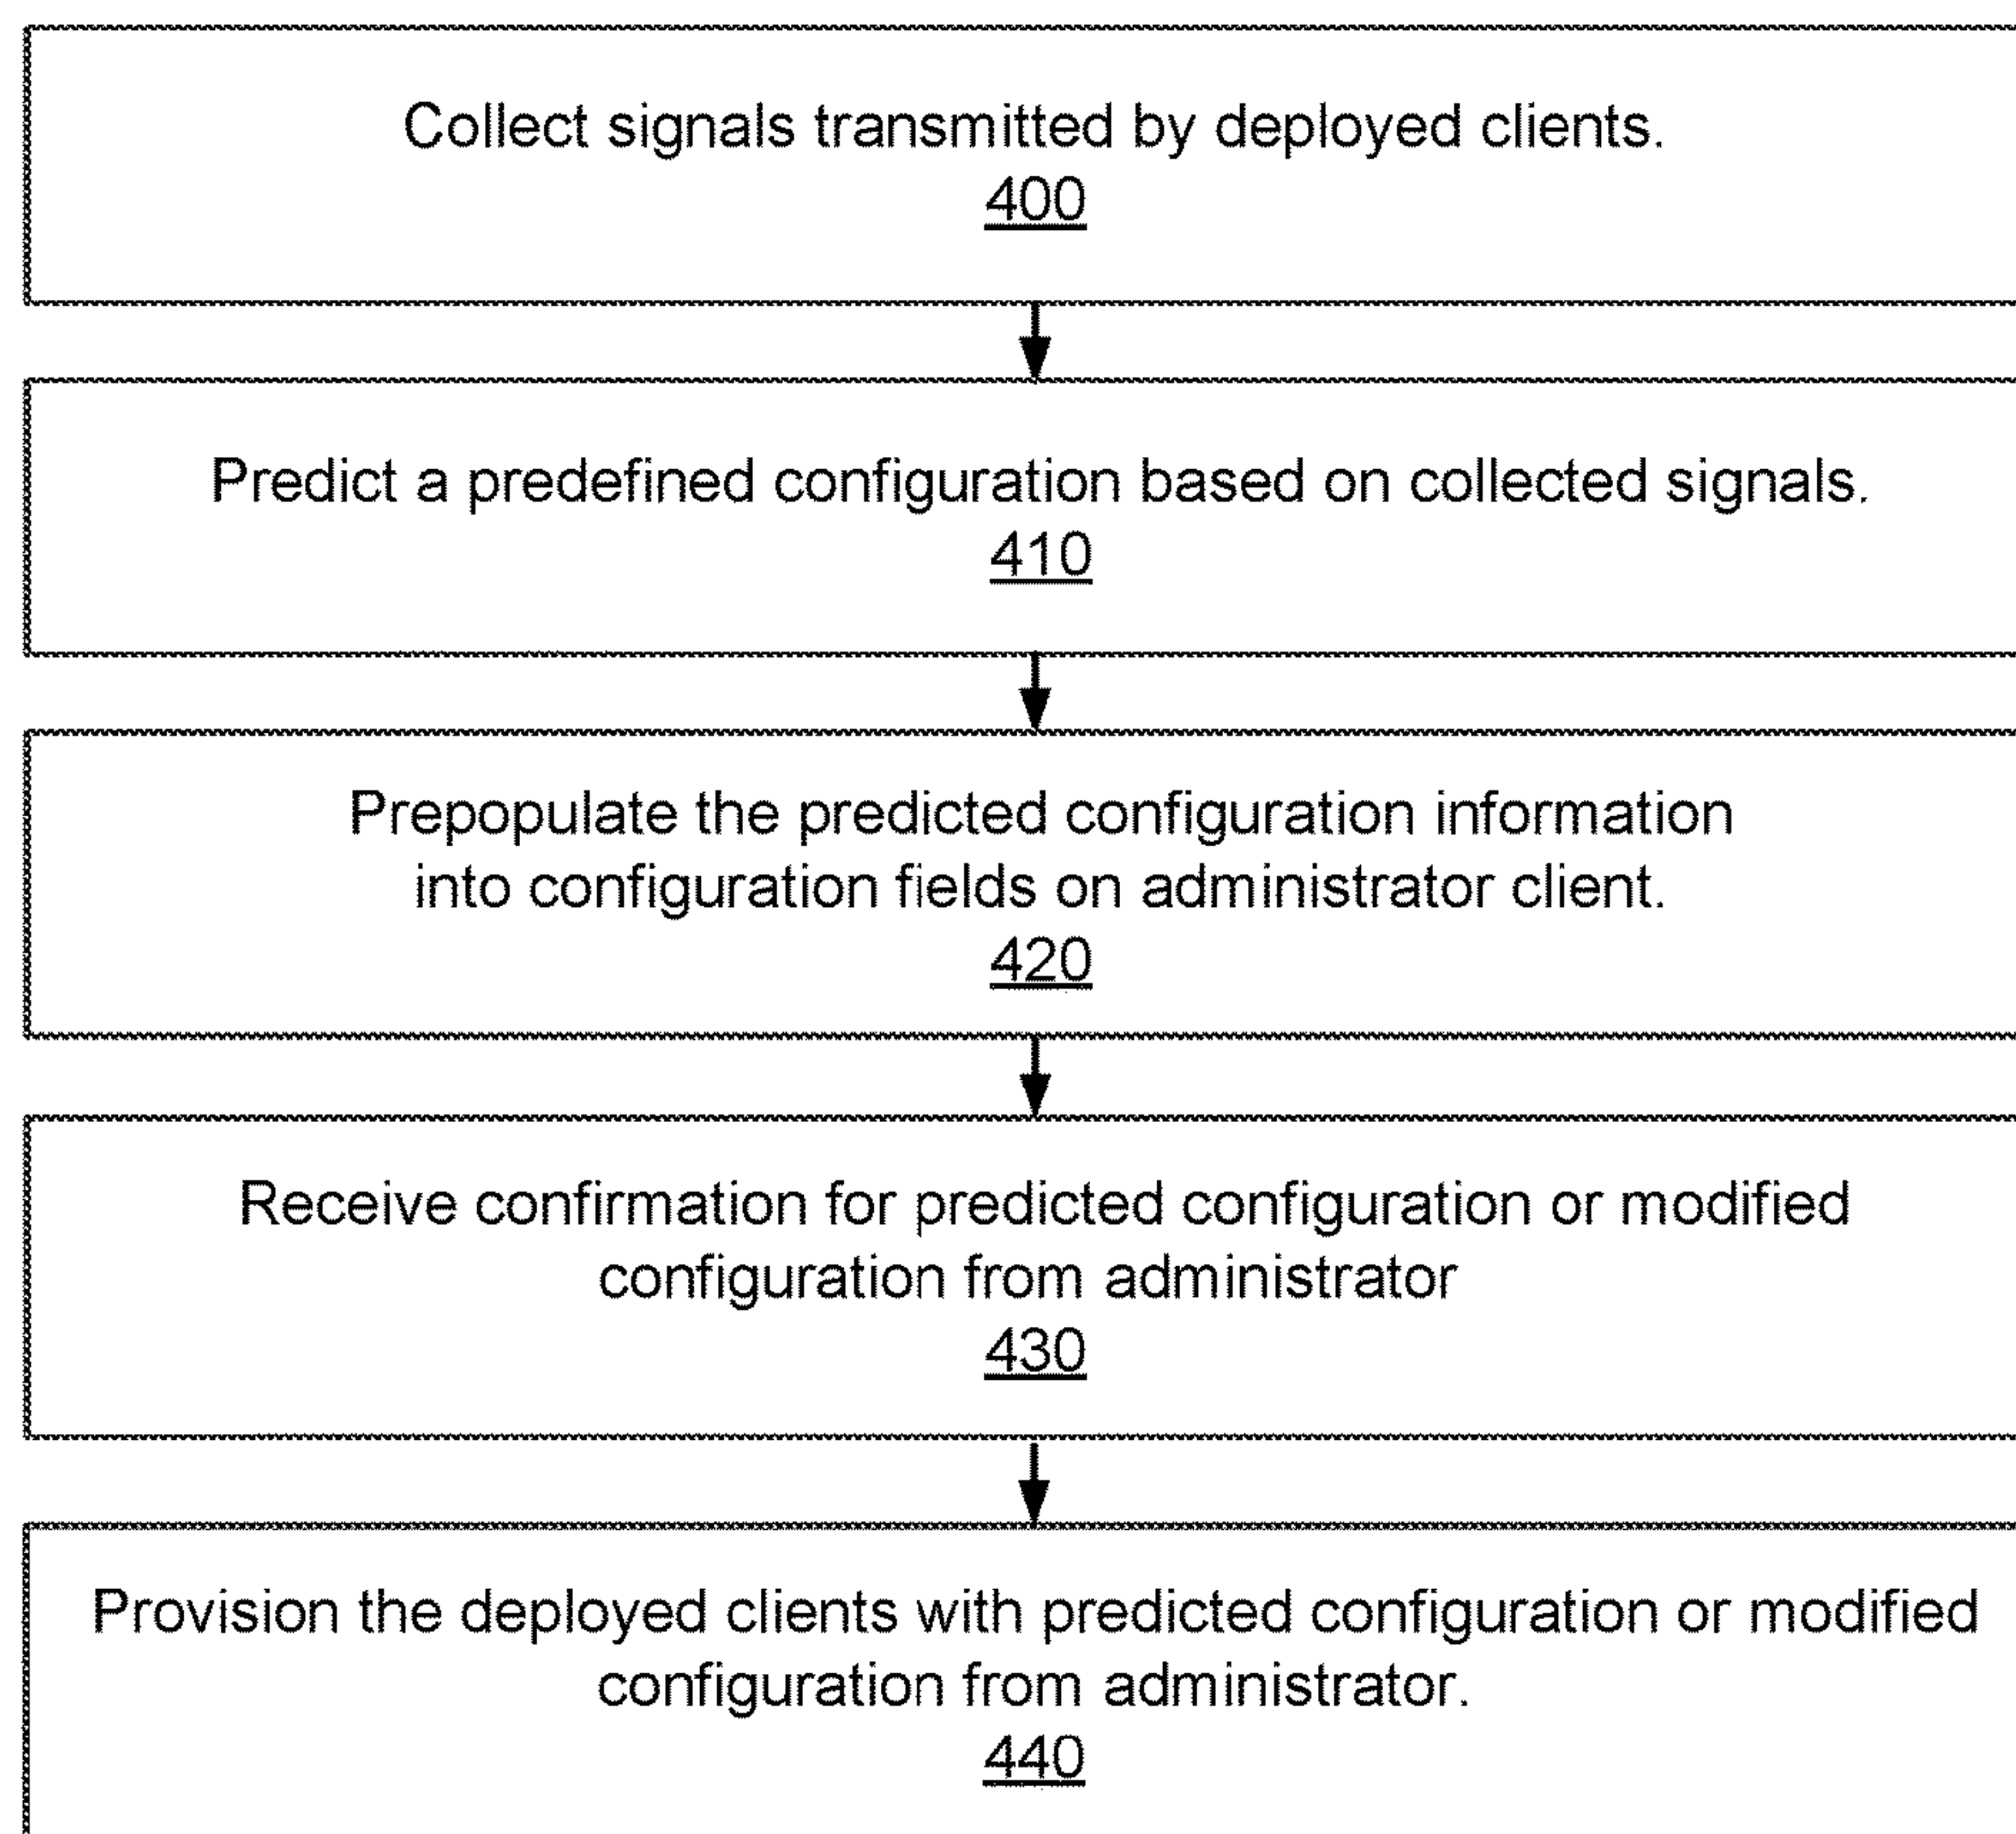 Collect signals transmitted by deployed clients.
400
Predict a predefined configuration based on collected signals.
410
Prepopulate the predicted configuration information
into configuration fields on administrator client.
420
Receive confirmation for predicted configuration or modified
configuration from administrator
430
Provision the deployed clients with predicted configuration or modified
configuration from administrator.
440